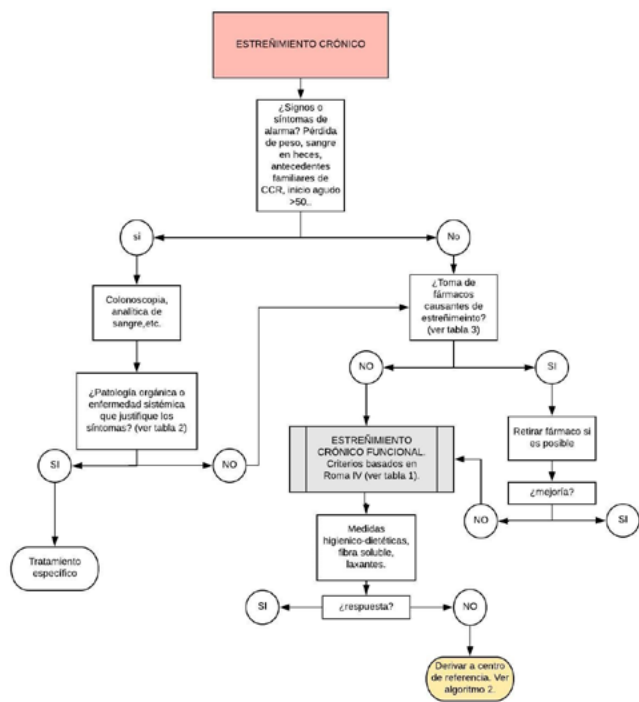 ESTREÑIMIENTO CRÓNICO
¿Signos o
síntomas de
alarma? Pérdida
de peso, sangre
en heces,
antecedentes
familiares de
CCR, inicio agudo
>50..
sí
No
Colonoscopia,
analítica de
sangre,etc.
¿Toma de
fármacos
causantes de
estreñimeinto?
(ver tabla 3)
¿Patología orgánica o
enfermedad sistémica
que justifique los
síntomas? (ver tabla 2)
NO
SI
SI
NO
ESTREÑIMIENTO
CRÓNICO FUNCIONAL.
Criterios basados en
Roma IV (ver tabla 1).
Retirar fármaco si
es posible
¿mejoría?
NO
SI
Tratamiento
específico
Medidas
higienico-dietéticas,
fibra soluble,
laxantes.
SI
¿respuesta?
NO
Derivar a centro
de referencia. Ver
algoritmo 2.